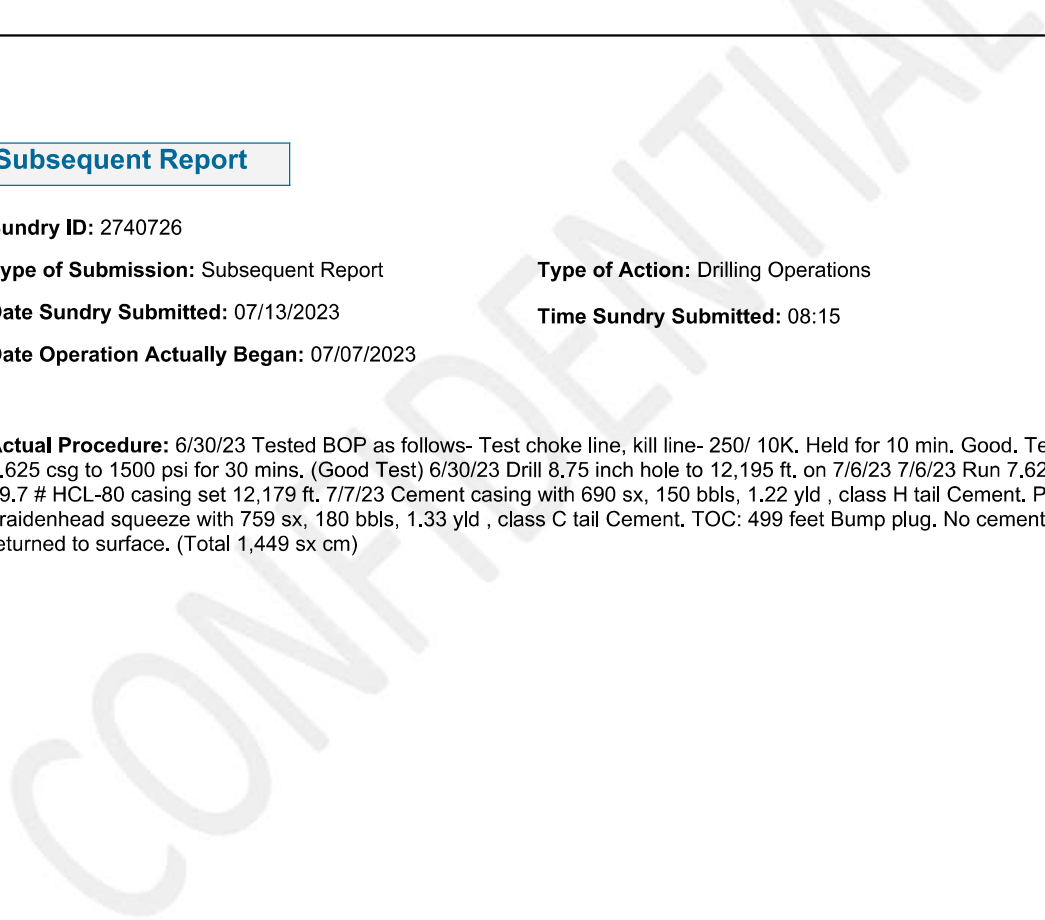 Subsequent Report
undry ID: 2740726
ype of Submission: Subsequent Report Type of Action: Drilling Operations
ate Sundry Submitted: 07/13/2023 Time Sundry Submitted: 08:15
ate Operation Actually Began: 07/07/2023
Actual Procedure: 6/30/23 Tested BOP as follows- Test choke line, kill line- 250/ 10K. Held for 10 min. Good. Te
.625 csg to 1500 psi for 30 mins. (Good Test) 6/30/23 Drill 8.75 inch hole to 12,195 ft. on 7/6/23 7/6/23 Run 7.62
9.7 # HCL-80 casing set 12,179 ft. 7/7/23 Cement casing with 690 sx, 150 bbls, 1.22 yld , class H tail Cement. P
raidenhead squeeze with 759 sx, 180 bbls, 1.33 yld , class C tail Cement. TOC: 499 feet Bump plug. No cement
eturned to surface. (Total 1,449 sx cm)
CONFIDENTIAL